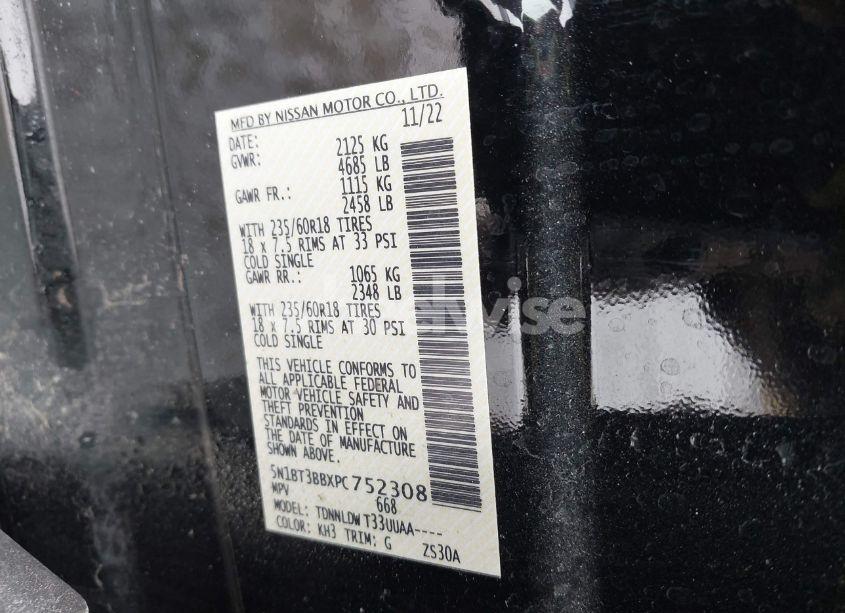 MFD BY NISSAN MOTOR CO., LTD.
DATE: 11/22
GVWR: 2125 KG
4685 LB
GAWR FR.: 1115 KG
2458 LB
WITH 235/60R18 TIRES
18 x 7.5 RIMS AT 33 PSI
COLD SINGLE
GAWR RR.: 1065 KG
2348 LB
WITH 235/60R18 TIRES
18 x 7.5 RIMS AT 30 PSI
COLD SINGLE
THIS VEHICLE CONFORMS TO
ALL APPLICABLE FEDERAL
MOTOR VEHICLE SAFETY AND
THEFT PREVENTION
STANDARDS IN EFFECT ON
THE DATE OF MANUFACTURE
SHOWN ABOVE.
5N1BT3BBXPC752308
MPV 668
MODEL: TDNNLDW T33UUAA----
COLOR: KH3 TRIM: G ZS30A